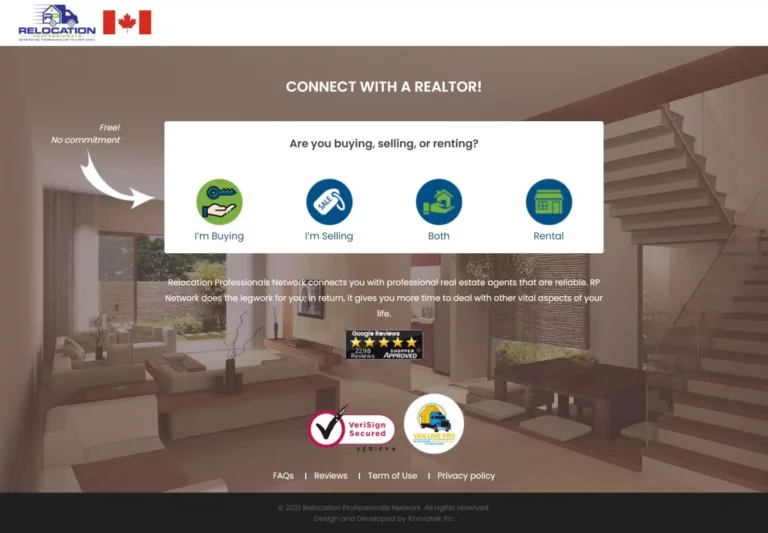 RELOCATION
PROFESSIONALS
CONNECT WITH A REALTOR!
Free!
No commitment
Are you buying, selling, or renting?
SALE
I'm Buying
I'm Selling
Both
Rental
Relocation Professionals Network connects you with professional real estate agents that are reliable. RP
Network does the legwork for you; in return, it gives you more time to deal with other vital aspects of your
life.
Google Reviews
2298
Reviews
SHOPPER
APPROVED
VeriSign
Secured
VERIFY
VAN LINE PRO
FAQs
Reviews
Term of Use
Privacy policy
© 2021 Relocation Professionals Network. All rights reserved.
Design and Developed by Knovatek Inc